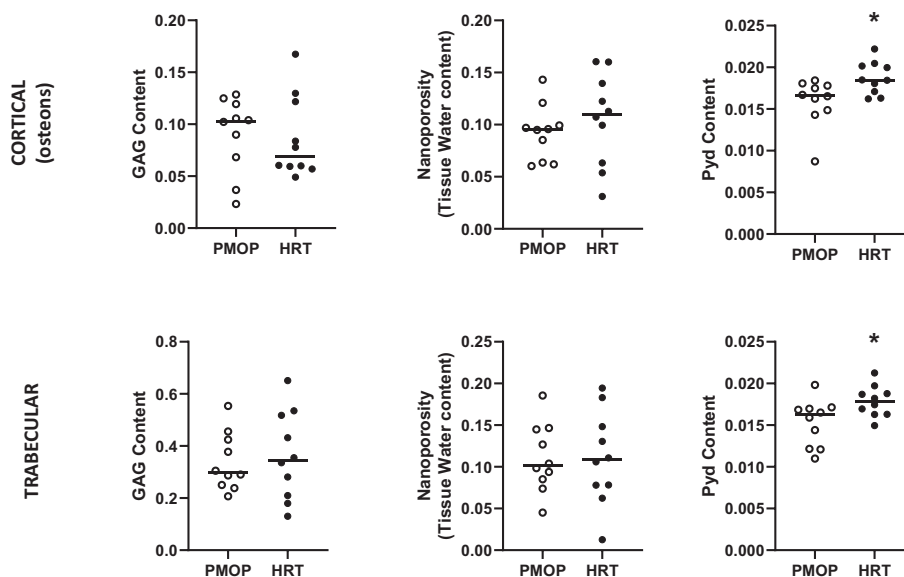 CORTICAL
(osteons)
GAG Content
0.20
0.15
0.10
0.05
0.00
PMOP HRT
Nanoporosity
(Tissue Water content)
0.20
0.15
0.10
0.05
0.00
PMOP HRT
Pyd Content
0.025
0.020
0.015
0.010
0.005
0.000
*
PMOP HRT
TRABECULAR
GAG Content
0.8
0.6
0.4
0.2
0.0
PMOP HRT
Nanoporosity
(Tissue Water content)
0.25
0.20
0.15
0.10
0.05
0.00
PMOP HRT
Pyd Content
0.025
0.020
0.015
0.010
0.005
0.000
*
PMOP HRT